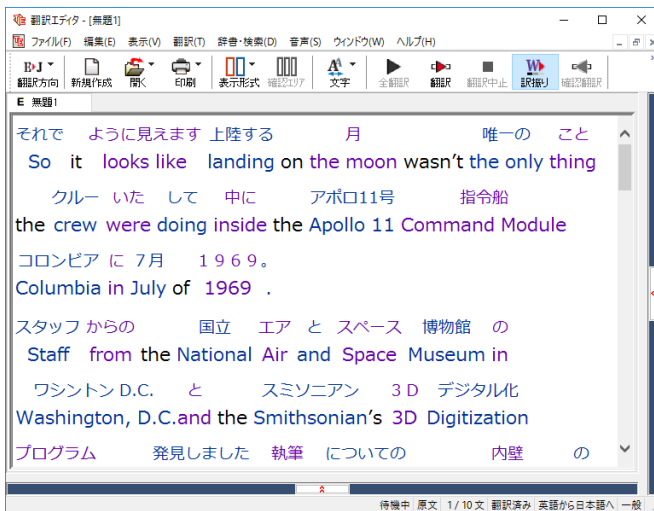 翻訳エディタ - [無題1]
ファイル(F) 編集(E) 表示(V) 翻訳(T) 辞書・検索(D) 音声(S) ウィンドウ(W) ヘルプ(H)
E▸J
翻訳方向 新規作成 開く 印刷 表示形式 確認エリア 文字 全翻訳 翻訳 翻訳中止 訳振り 確認翻訳
E 無題1
それで ように見えます 上陸する 月 唯一の こと
So it looks like landing on the moon wasn't the only thing
クルー いた して 中に アポロ11号 指令船
the crew were doing inside the Apollo 11 Command Module
コロンビア に 7月 １９６９。
Columbia in July of 1969 .
スタッフ からの 国立 エア と スペース 博物館 の
Staff from the National Air and Space Museum in
ワシントン D.C. と スミソニアン ３Ｄ デジタル化
Washington, D.C.and the Smithsonian's 3D Digitization
プログラム 発見しました 執筆 についての 内壁 の
待機中 原文 1/10文 翻訳済み 英語から日本語へ 一般